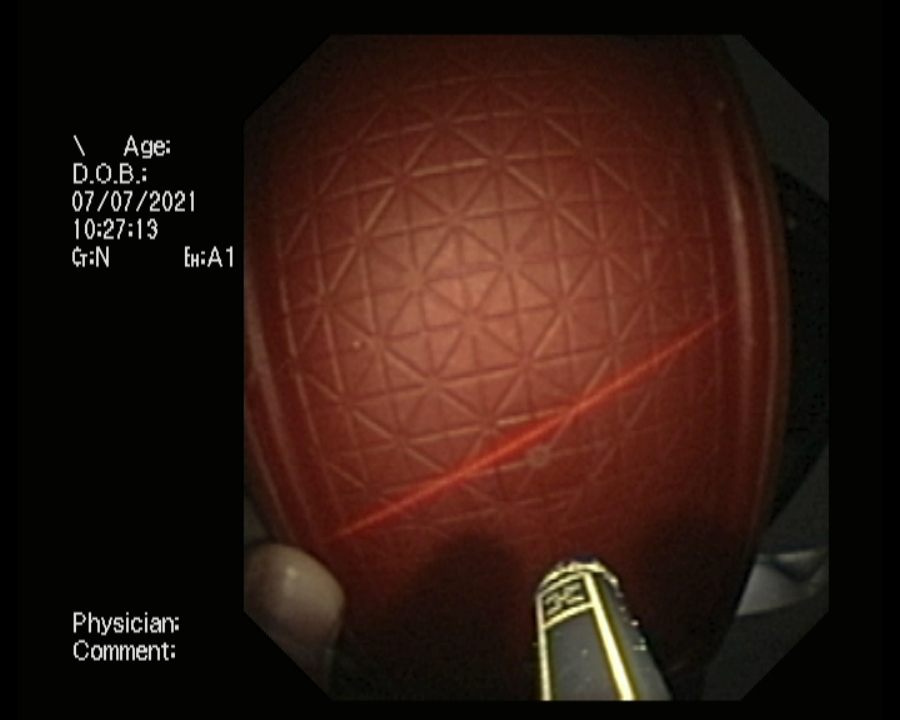 \ Age:
D.O.B.:
07/07/2021
10:27:13
Cr:N EH:A1
Physician:
Comment: